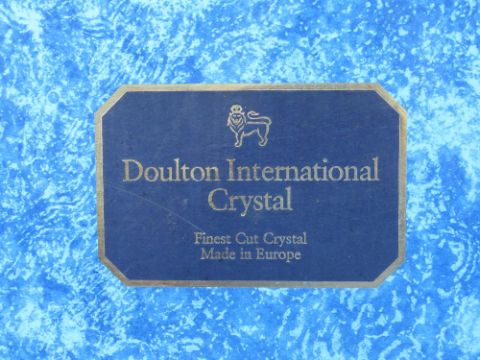 Doulton International
Crystal
Finest Cut Crystal
Made in Europe